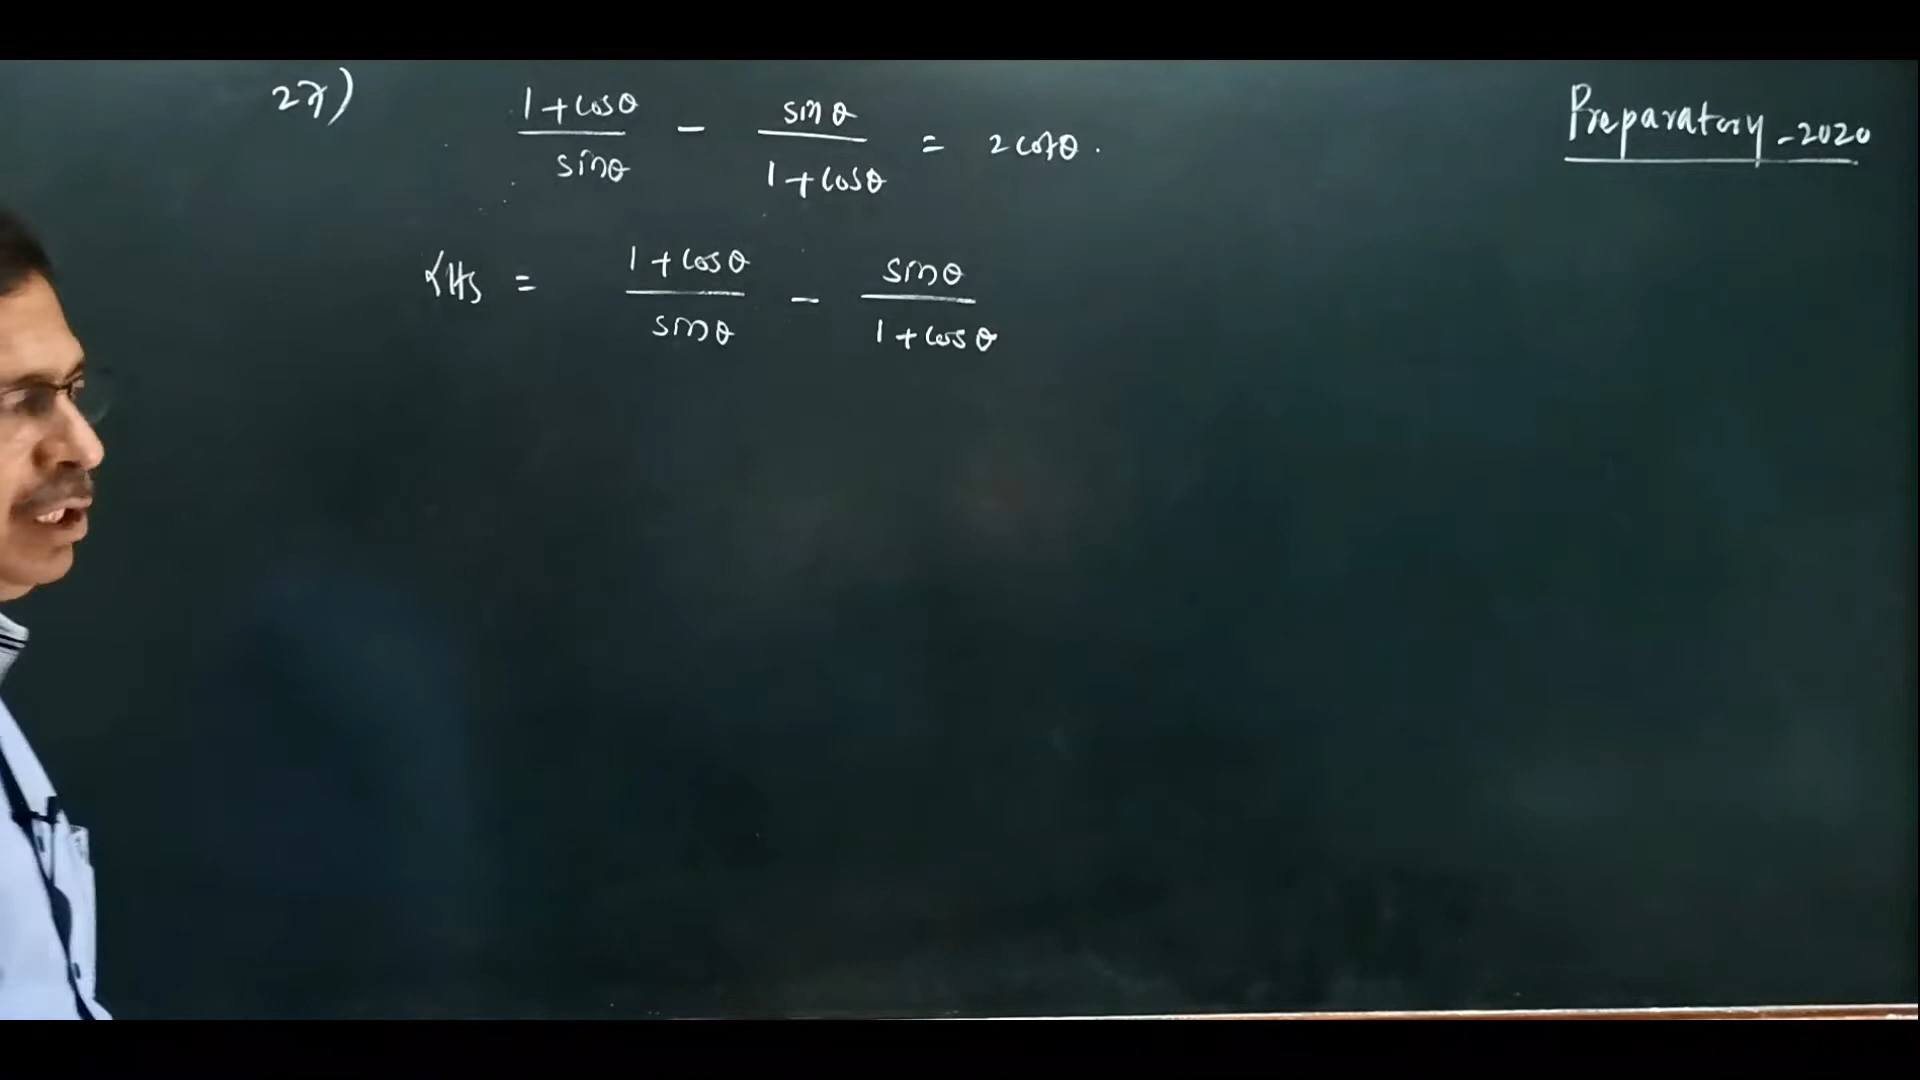 27) (1+cosθ)/sinθ - sinθ/(1+cosθ) = 2cotθ.
Preparatory-2020
LHS = (1+cosθ)/sinθ - sinθ/(1+cosθ)